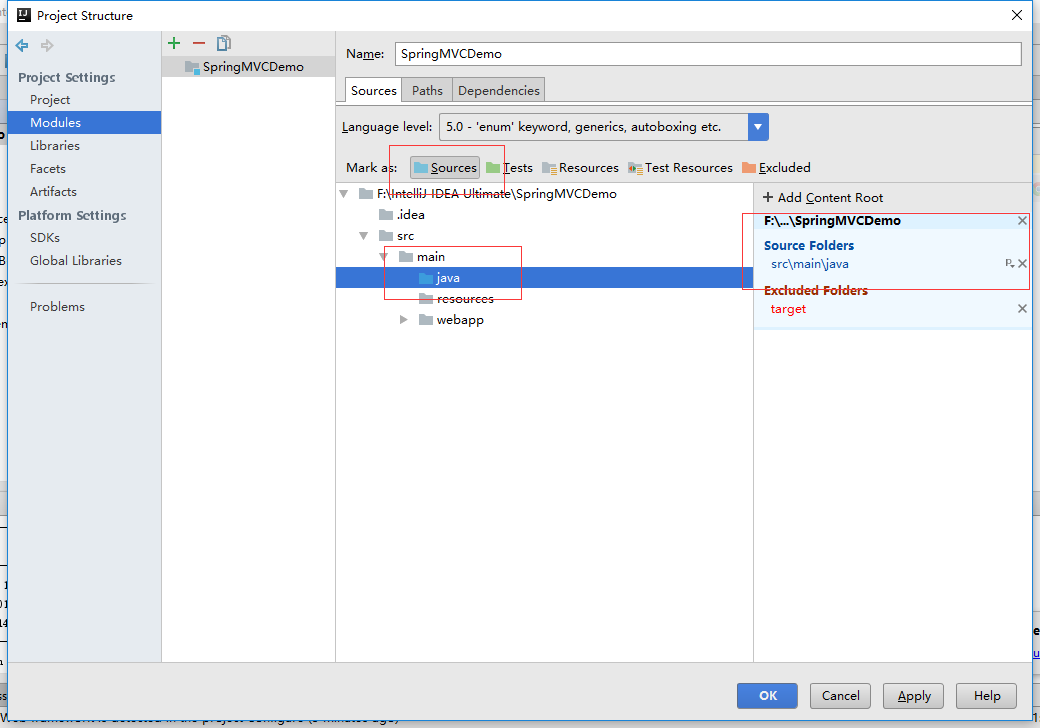 Project Structure
Project Settings
Project
Modules
Libraries
Facets
Artifacts
Platform Settings
SDKs
Global Libraries
Problems
SpringMVCDemo
Name: SpringMVCDemo
Sources Paths Dependencies
Language level: 5.0 - 'enum' keyword, generics, autoboxing etc.
Mark as: Sources Tests Resources Test Resources Excluded
F:\IntelliJ IDEA Ultimate\SpringMVCDemo
.idea
src
main
java
resources
webapp
+ Add Content Root
F:\...\SpringMVCDemo
Source Folders
src\main\java
Excluded Folders
target
OK Cancel Apply Help